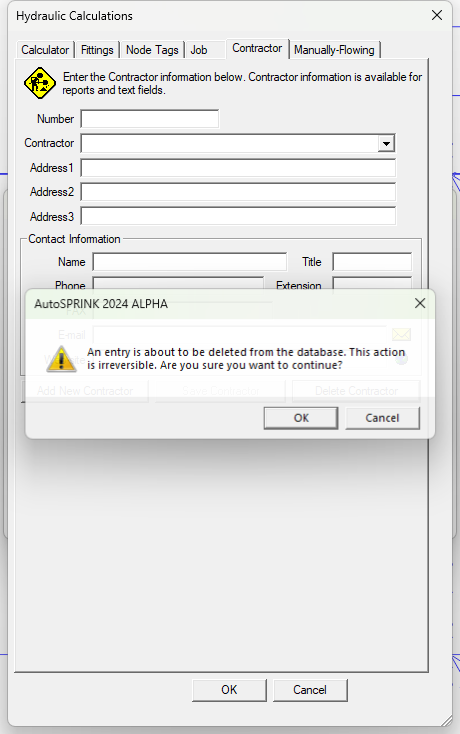 Hydraulic Calculations
Calculator Fittings Node Tags Job Contractor Manually-Flowing
Enter the Contractor information below. Contractor information is available for
reports and text fields.
Number
Contractor
Address1
Address2
Address3
Contact Information
Name Title
Phone Extension
AutoSPRINK 2024 ALPHA
E-mail
An entry is about to be deleted from the database. This action
is irreversible. Are you sure you want to continue?
Add New Contractor Delete Contractor
OK Cancel
OK Cancel